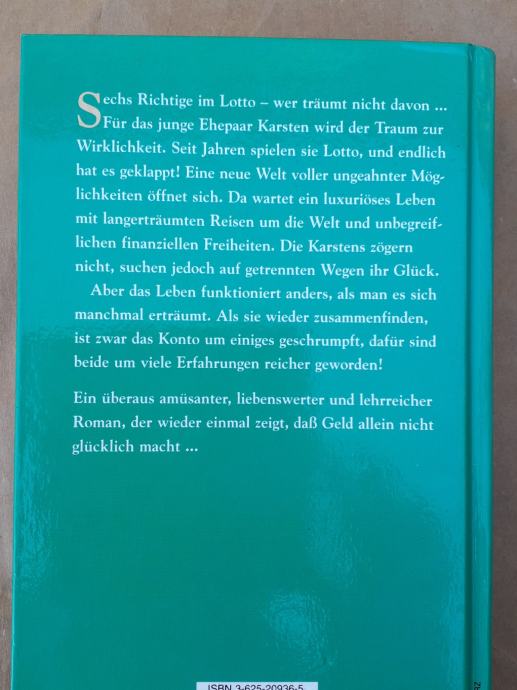 Sechs Richtige im Lotto – wer träumt nicht davon ...
Für das junge Ehepaar Karsten wird der Traum zur
Wirklichkeit. Seit Jahren spielen sie Lotto, und endlich
hat es geklappt! Eine neue Welt voller ungeahnter Mög-
lichkeiten öffnet sich. Da wartet ein luxuriöses Leben
mit langerträumten Reisen um die Welt und unbegreif-
lichen finanziellen Freiheiten. Die Karstens zögern
nicht, suchen jedoch auf getrennten Wegen ihr Glück.
Aber das Leben funktioniert anders, als man es sich
manchmal erträumt. Als sie wieder zusammenfinden,
ist zwar das Konto um einiges geschrumpft, dafür sind
beide um viele Erfahrungen reicher geworden!
Ein überaus amüsanter, liebenswerter und lehrreicher
Roman, der wieder einmal zeigt, daß Geld allein nicht
glücklich macht ...
ISBN 3-625-20936-5